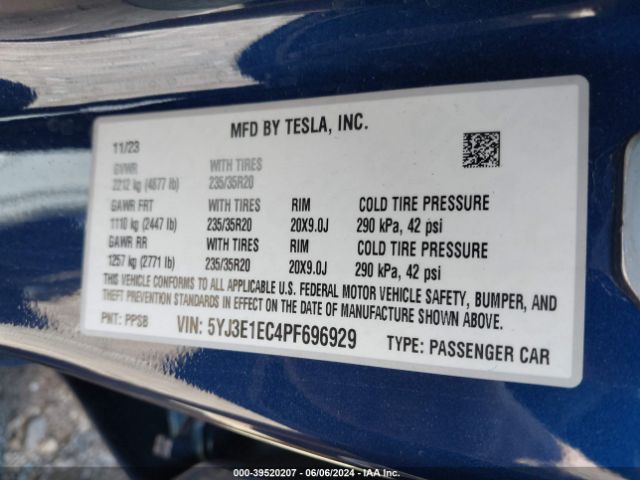 MFD BY TESLA, INC.
11/23
GVWR WITH TIRES
2212 kg (4877 lb) 235/35R20
GAWR FRT WITH TIRES RIM COLD TIRE PRESSURE
1110 kg (2447 lb) 235/35R20 20X9.0J 290 kPa, 42 psi
GAWR RR WITH TIRES RIM COLD TIRE PRESSURE
1257 kg (2771 lb) 235/35R20 20X9.0J 290 kPa, 42 psi
THIS VEHICLE CONFORMS TO ALL APPLICABLE U.S. FEDERAL MOTOR VEHICLE SAFETY, BUMPER, AND
THEFT PREVENTION STANDARDS IN EFFECT ON THE DATE OF MANUFACTURE SHOWN ABOVE.
PNT: PPSB VIN: 5YJ3E1EC4PF696929 TYPE: PASSENGER CAR
000-39520207 - 06/06/2024 - IAA Inc.